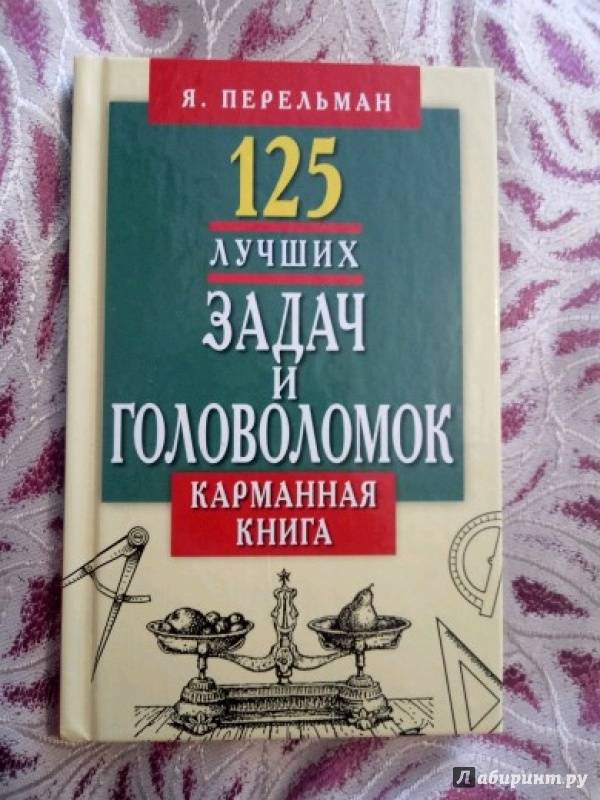 Я. ПЕРЕЛЬМАН
125
ЛУЧШИХ
ЗАДАЧ
И
ГОЛОВОЛОМОК
КАРМАННАЯ
КНИГА
Лабиринт.ру